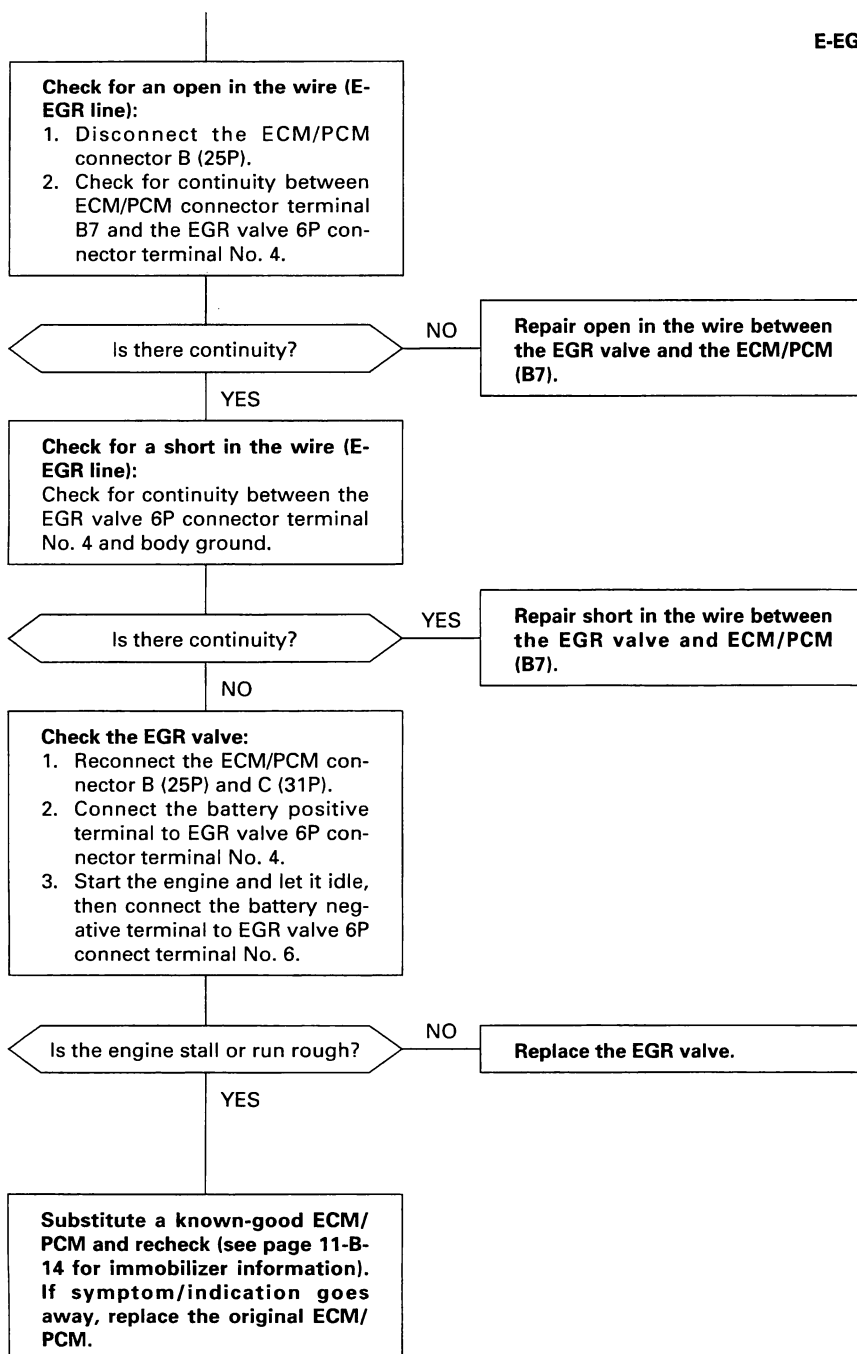 E-EG
Check for an open in the wire (E-
EGR line):
1. Disconnect the ECM/PCM
connector B (25P).
2. Check for continuity between
ECM/PCM connector terminal
B7 and the EGR valve 6P con-
nector terminal No. 4.
Is there continuity?
NO
Repair open in the wire between
the EGR valve and the ECM/PCM
(B7).
YES
Check for a short in the wire (E-
EGR line):
Check for continuity between the
EGR valve 6P connector terminal
No. 4 and body ground.
Is there continuity?
YES
Repair short in the wire between
the EGR valve and ECM/PCM
(B7).
NO
Check the EGR valve:
1. Reconnect the ECM/PCM con-
nector B (25P) and C (31P).
2. Connect the battery positive
terminal to EGR valve 6P con-
nector terminal No. 4.
3. Start the engine and let it idle,
then connect the battery neg-
ative terminal to EGR valve 6P
connect terminal No. 6.
Is the engine stall or run rough?
NO
Replace the EGR valve.
YES
Substitute a known-good ECM/
PCM and recheck (see page 11-B-
14 for immobilizer information).
If symptom/indication goes
away, replace the original ECM/
PCM.